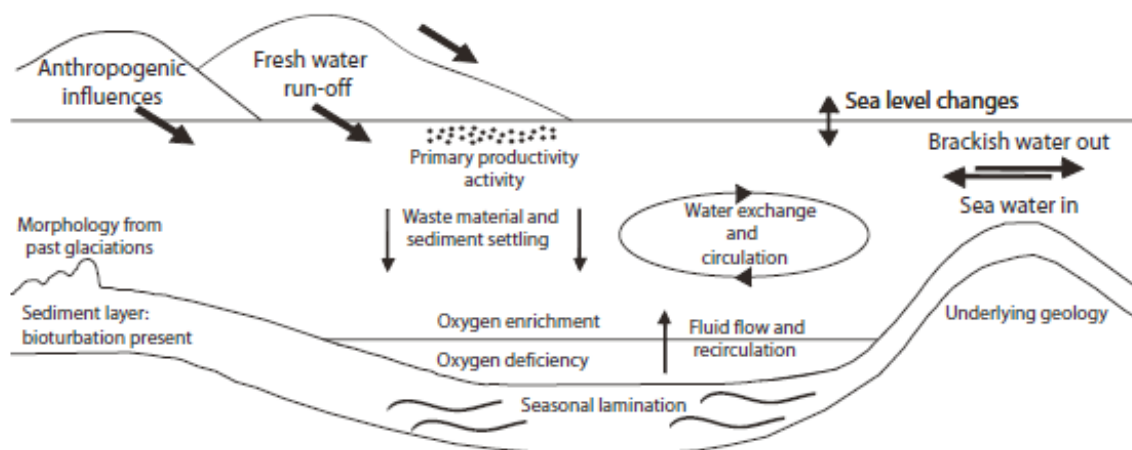 Anthropogenic
influences
Fresh water
run-off
Sea level changes
Primary productivity
activity
Brackish water out
Sea water in
Waste material and
sediment settling
Water exchange
and
circulation
Morphology from
past glaciations
Sediment layer:
bioturbation present
Oxygen enrichment
Oxygen deficiency
Fluid flow and
recirculation
Underlying geology
Seasonal lamination